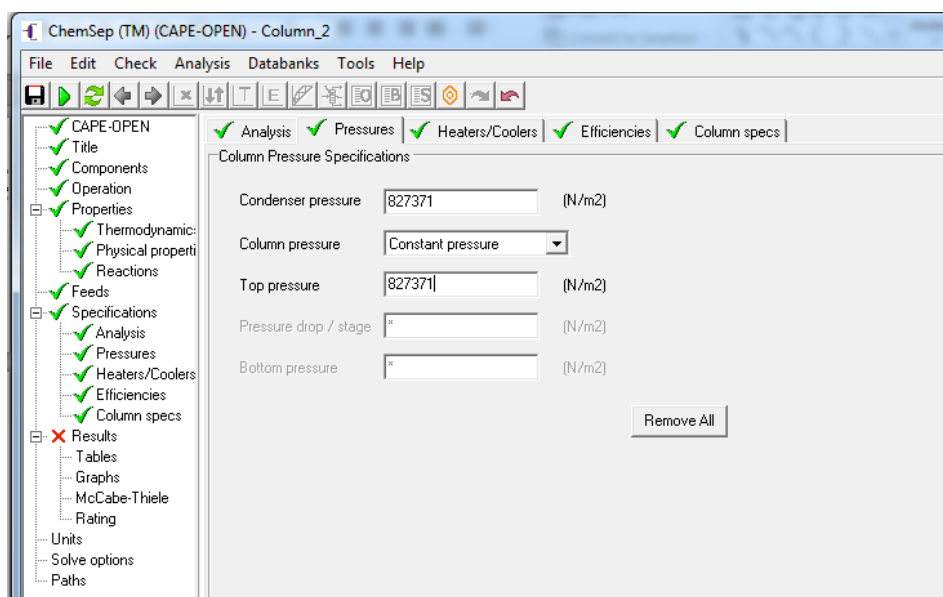 ChemSep (TM) (CAPE-OPEN) - Column_2
File Edit Check Analysis Databanks Tools Help
T E B S
CAPE-OPEN
Title
Components
Operation
Properties
Thermodynamic
Physical properti
Reactions
Feeds
Specifications
Analysis
Pressures
Heaters/Coolers
Efficiencies
Column specs
Results
Tables
Graphs
McCabe-Thiele
Rating
Units
Solve options
Paths
Analysis Pressures Heaters/Coolers Efficiencies Column specs
Column Pressure Specifications
Condenser pressure 827371 (N/m2)
Column pressure Constant pressure
Top pressure 827371 (N/m2)
Pressure drop / stage * (N/m2)
Bottom pressure * (N/m2)
Remove All